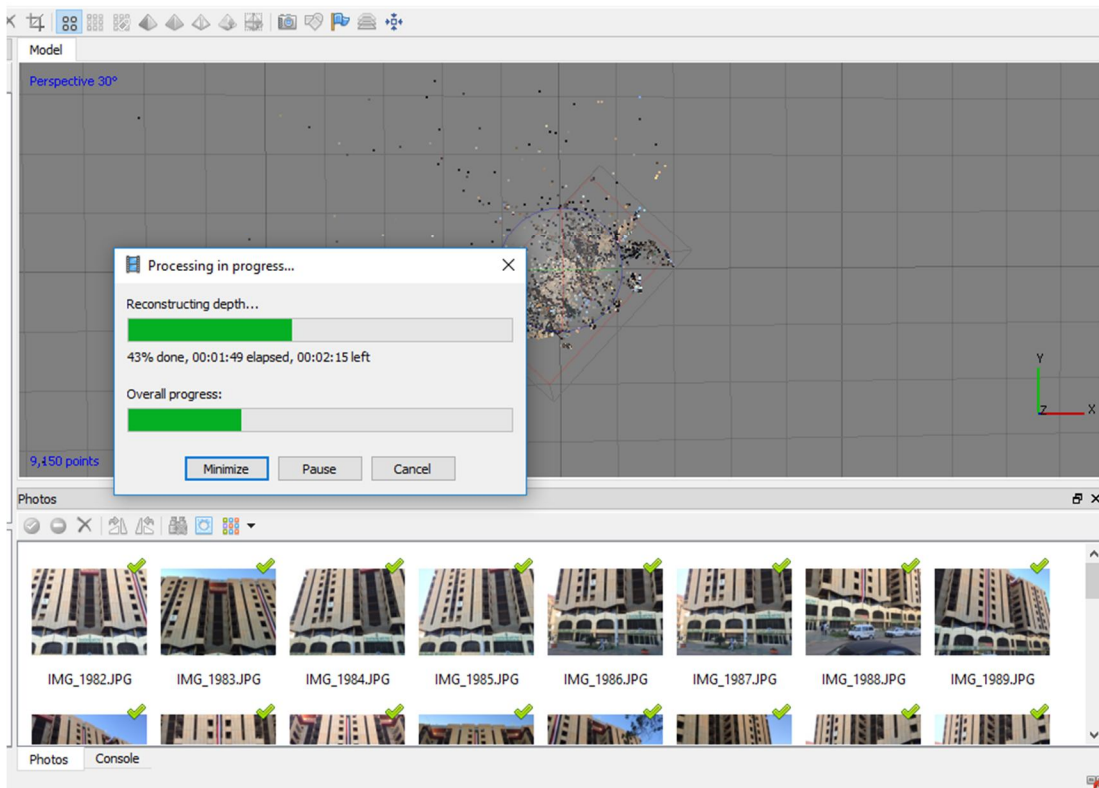 Model
Perspective 30°
Processing in progress...
Reconstructing depth...
43% done, 00:01:49 elapsed, 00:02:15 left
Overall progress:
Minimize Pause Cancel
9,450 points
Y
Z X
Photos
IMG_1982.JPG IMG_1983.JPG IMG_1984.JPG IMG_1985.JPG IMG_1986.JPG IMG_1987.JPG IMG_1988.JPG IMG_1989.JPG
Photos Console